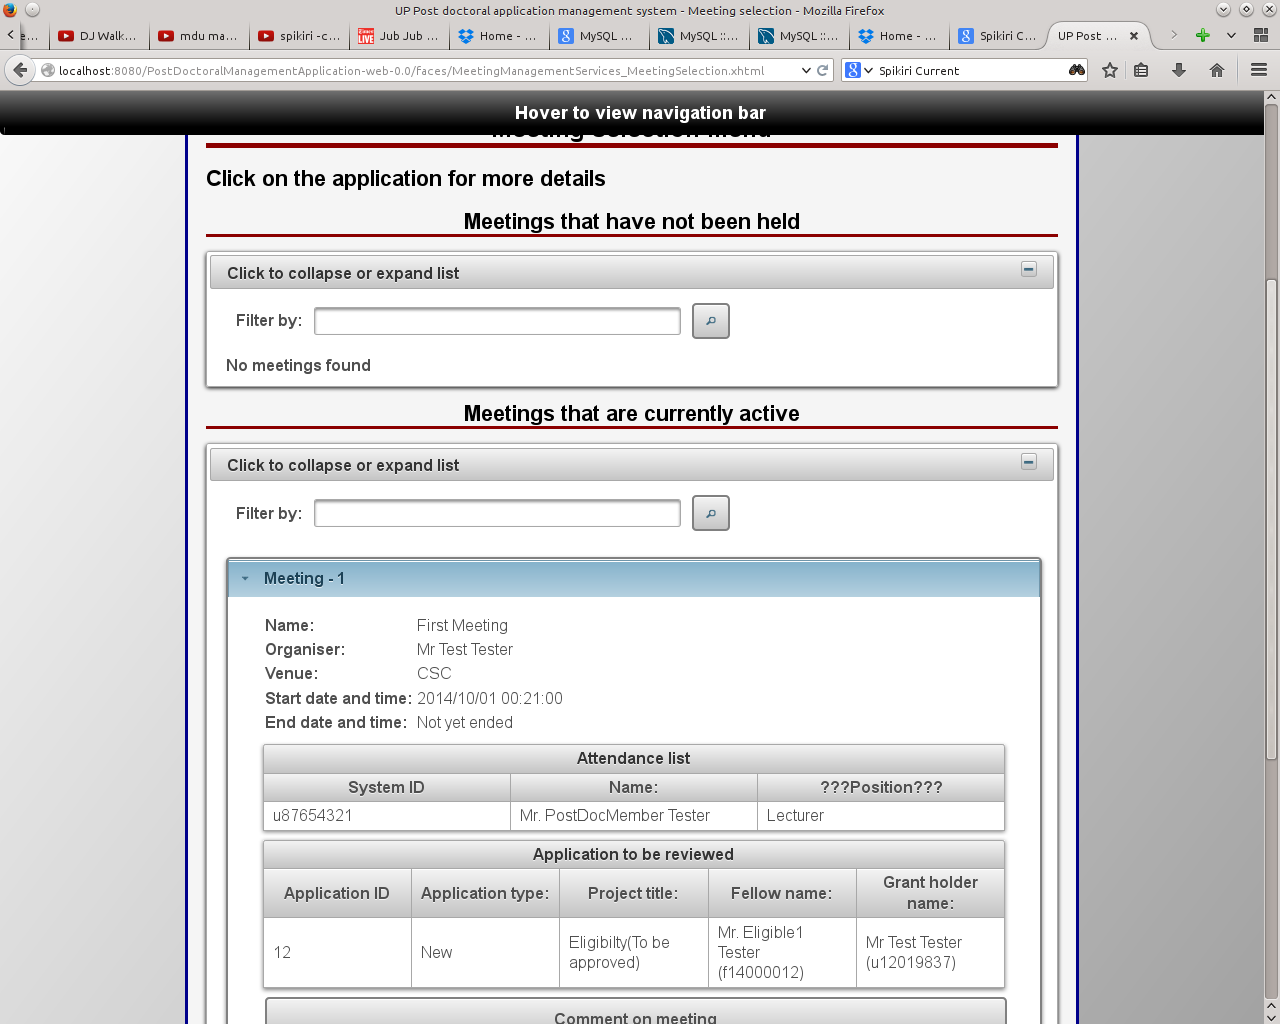 UP Post doctoral application management system - Meeting selection - Mozilla Firefox
e... DJ Walk... mdu ma... spikiri -c... Jub Jub ... Home - ... MySQL ... MySQL ::... MySQL ::... Home - ... Spikiri C... UP Post ...
localhost:8080/PostDoctoralManagementApplication-web-0.0/faces/MeetingManagementServices_MeetingSelection.xhtml
Spikiri Current
Hover to view navigation bar
Meeting selection menu
Click on the application for more details
Meetings that have not been held
Click to collapse or expand list
Filter by:
No meetings found
Meetings that are currently active
Click to collapse or expand list
Filter by:
Meeting - 1
Name: First Meeting
Organiser: Mr Test Tester
Venue: CSC
Start date and time: 2014/10/01 00:21:00
End date and time: Not yet ended
Attendance list
System ID Name: ???Position???
u87654321 Mr. PostDocMember Tester Lecturer
Application to be reviewed
Application ID Application type: Project title: Fellow name: Grant holder name:
12 New Eligibilty(To be approved) Mr. Eligible1 Tester (f14000012) Mr Test Tester (u12019837)
Comment on meeting